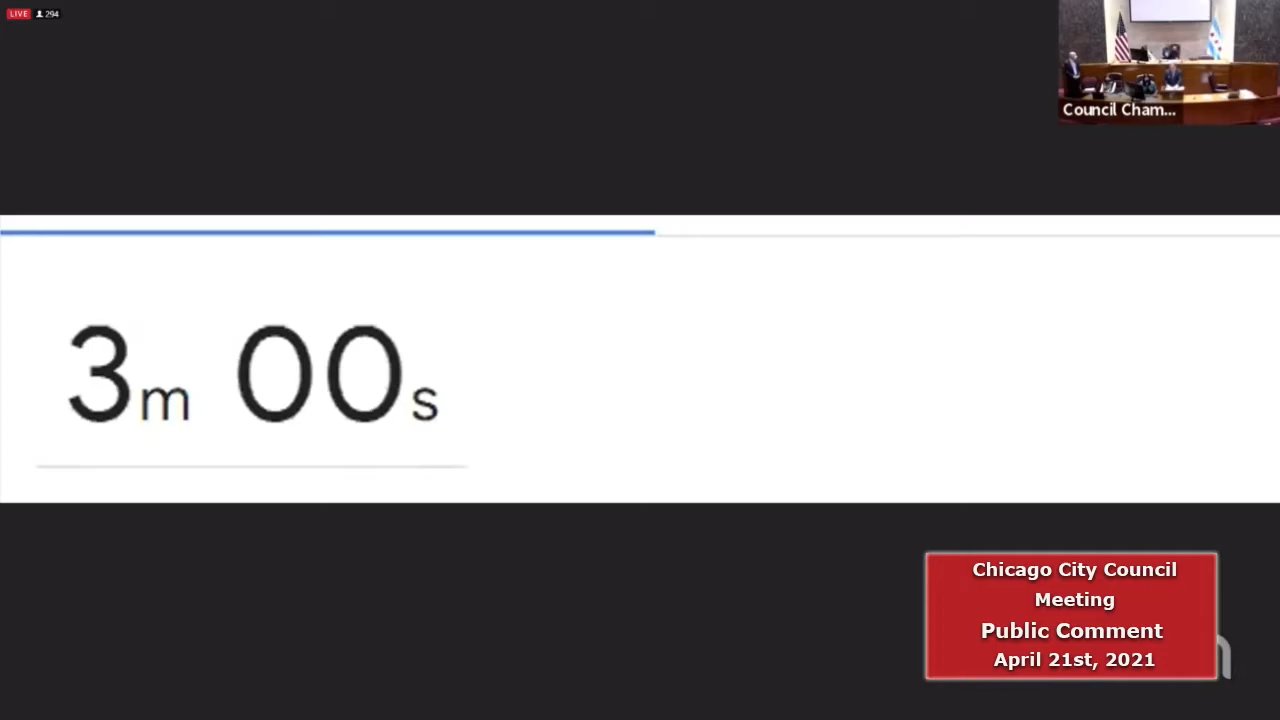 LIVE 294
Council Cham...
3m 00s
Chicago City Council
Meeting
Public Comment
April 21st, 2021